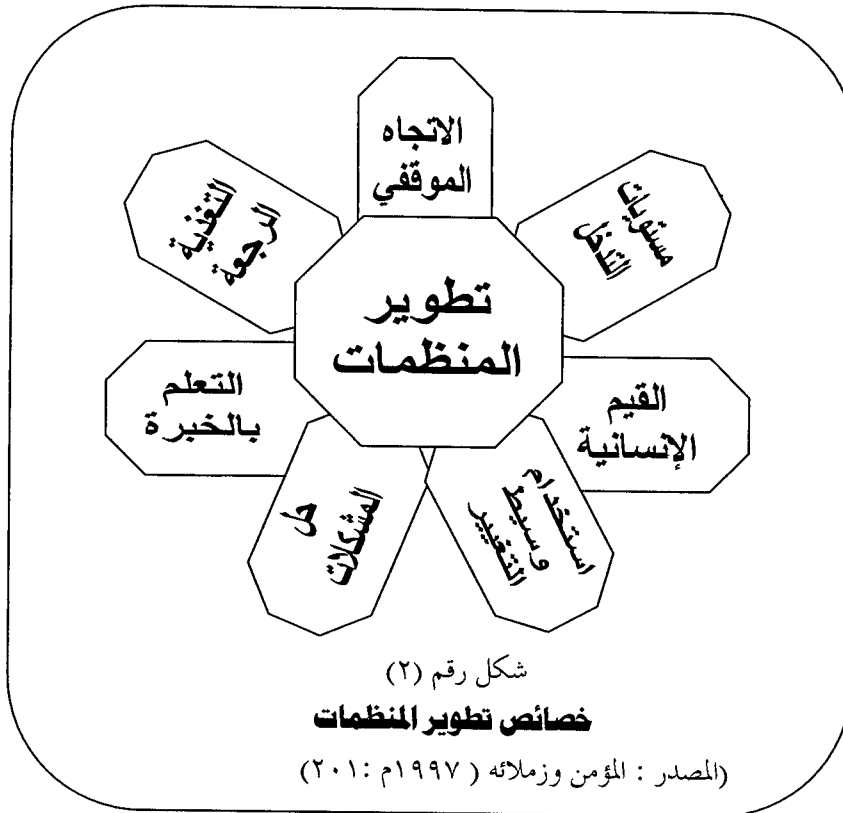 الاتجاه
الموقفي
مستويات
التدخل
القيم
الإنسانية
استخدام
وسيط
التغيير
حل
المشكلات
التعلم
بالخبرة
التغذية
المرجعة
تطوير
المنظمات
شكل رقم (٢)
خصائص تطوير المنظمات
(المصدر : المؤمن وزملائه ( ١٩٩٧م :٢٠١)